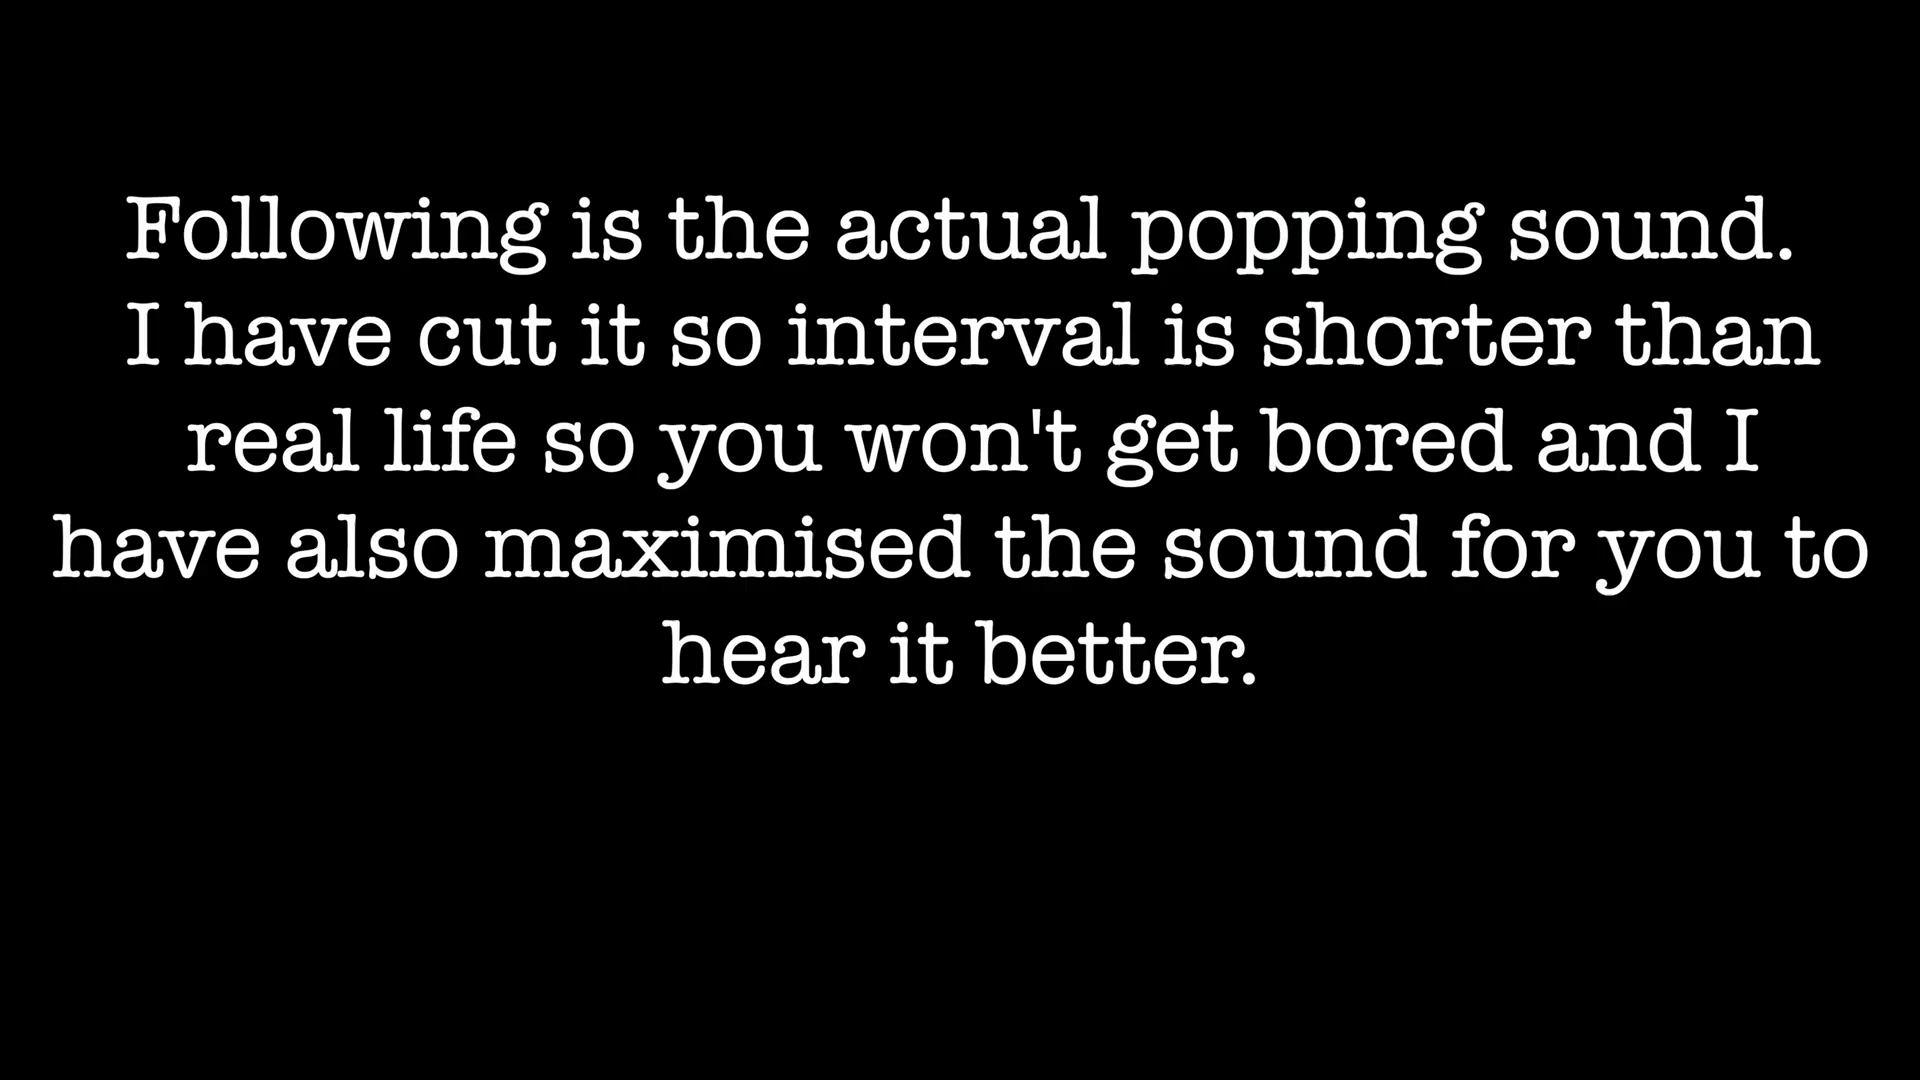 Following is the actual popping sound.
I have cut it so interval is shorter than
real life so you won't get bored and I
have also maximised the sound for you to
hear it better.